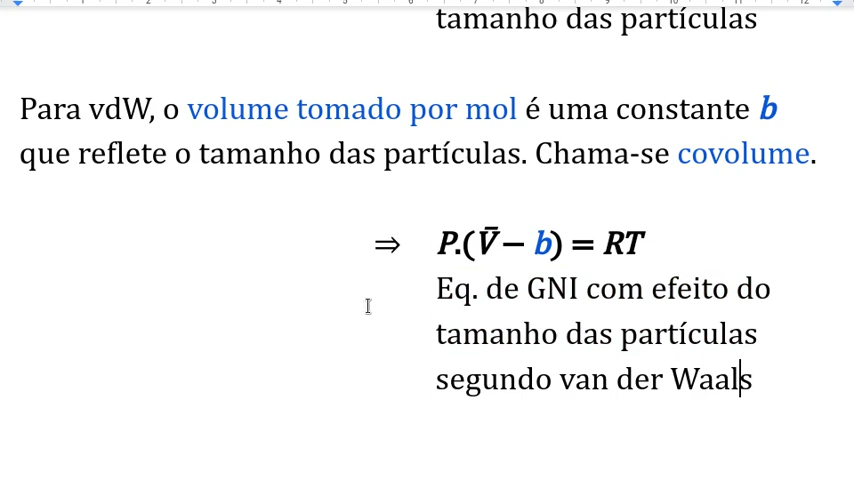 tamanho das partículas
Para vdW, o volume tomado por mol é uma constante b
que reflete o tamanho das partículas. Chama-se covolume.
⇒ P.(V̄ − b) = RT
Eq. de GNI com efeito do
tamanho das partículas
segundo van der Waals